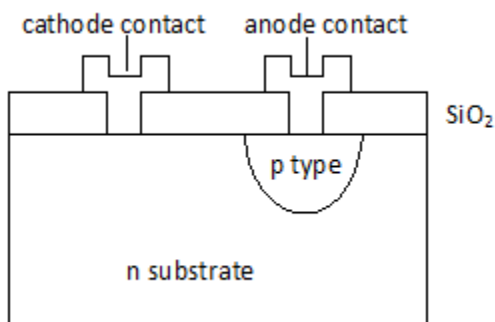 cathode contact
anode contact
SiO₂
p type
n substrate